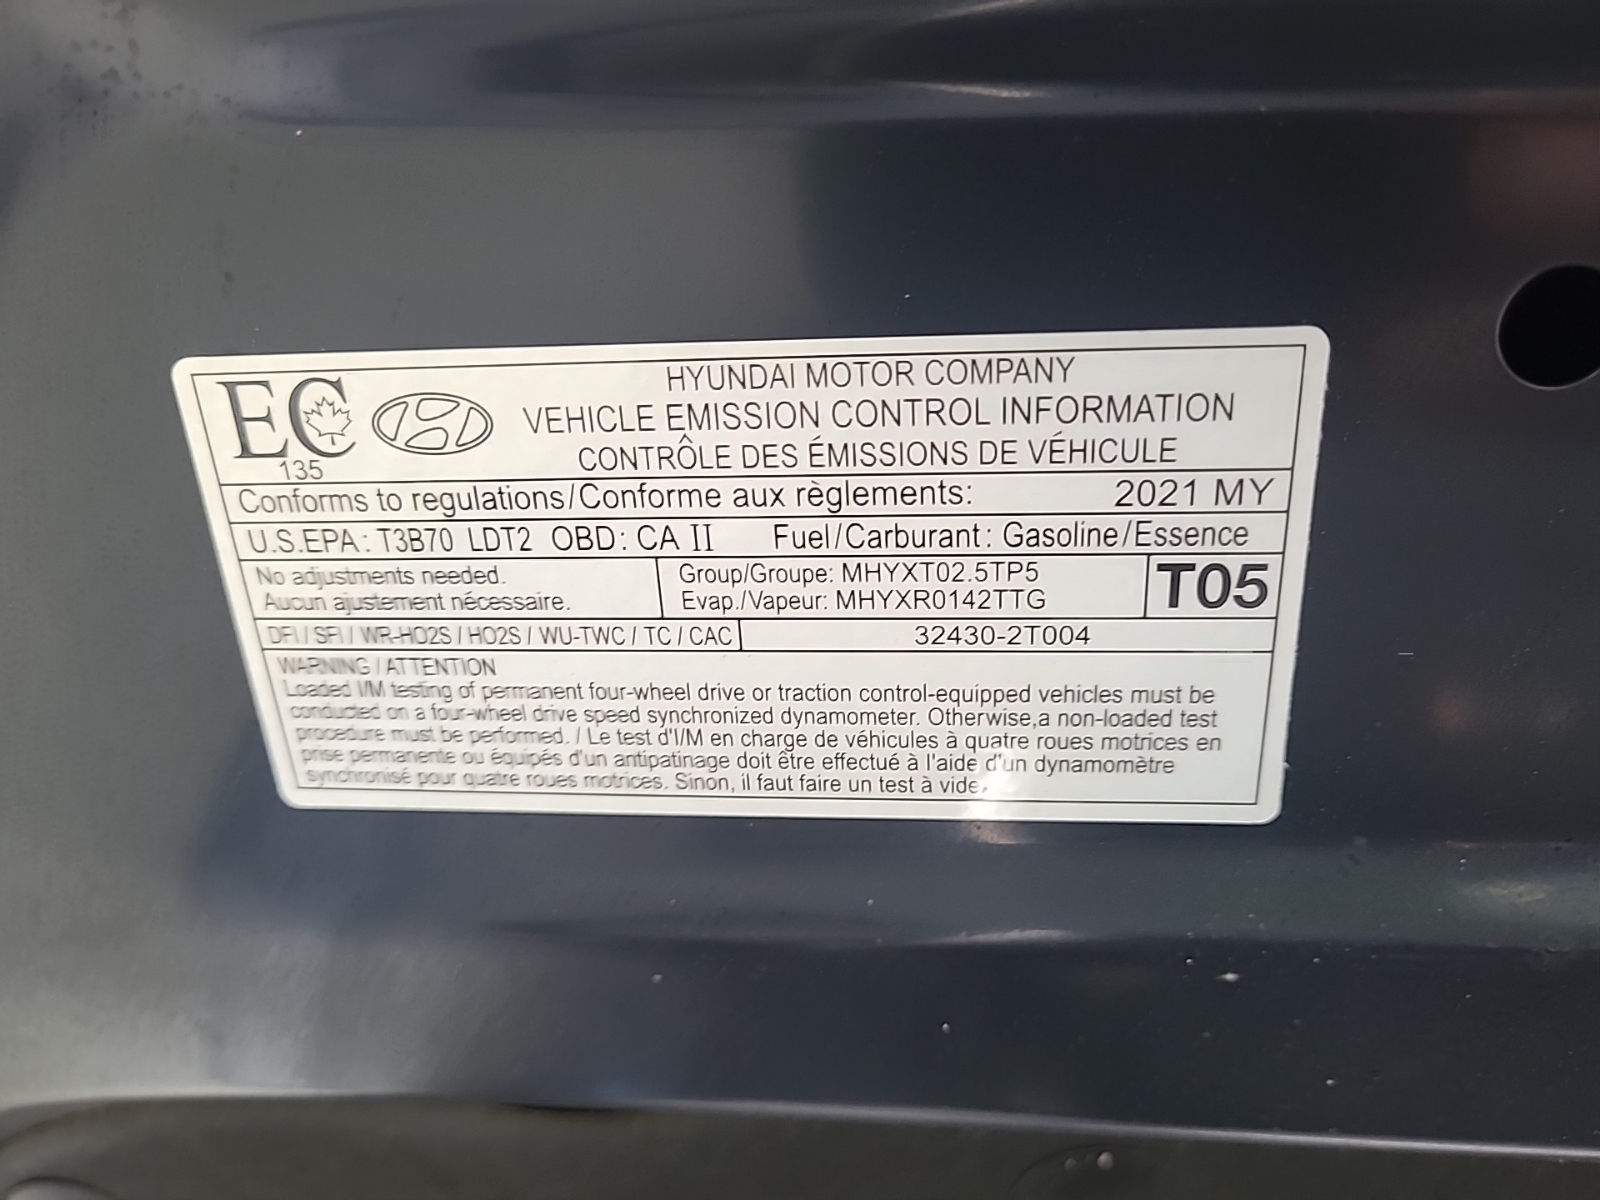 EC
135
HYUNDAI MOTOR COMPANY
VEHICLE EMISSION CONTROL INFORMATION
CONTRÔLE DES ÉMISSIONS DE VÉHICULE
Conforms to regulations/Conforme aux règlements: 2021 MY
U.S.EPA: T3B70 LDT2 OBD: CA II Fuel/Carburant: Gasoline/Essence
No adjustments needed.
Aucun ajustement nécessaire.
Group/Groupe: MHYXT02.5TP5
Evap./Vapeur: MHYXR0142TTG
T05
DFI / SFI / WR-HO2S / HO2S / WU-TWC / TC / CAC 32430-2T004
WARNING / ATTENTION
Loaded I/M testing of permanent four-wheel drive or traction control-equipped vehicles must be
conducted on a four-wheel drive speed synchronized dynamometer. Otherwise,a non-loaded test
procedure must be performed. / Le test d'I/M en charge de véhicules à quatre roues motrices en
prise permanente ou équipés d'un antipatinage doit être effectué à l'aide d'un dynamomètre
synchronisé pour quatre roues motrices. Sinon, il faut faire un test à vide.